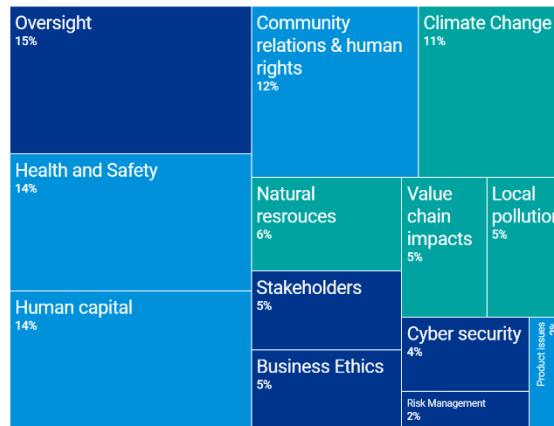 Oversight
15%
Community
relations & human
rights
12%
Climate Change
11%
Health and Safety
14%
Natural
resrouces
6%
Value
chain
impacts
5%
Local
pollution
5%
Human capital
14%
Stakeholders
5%
Business Ethics
5%
Cyber security
4%
Risk Management
2%
Product issues